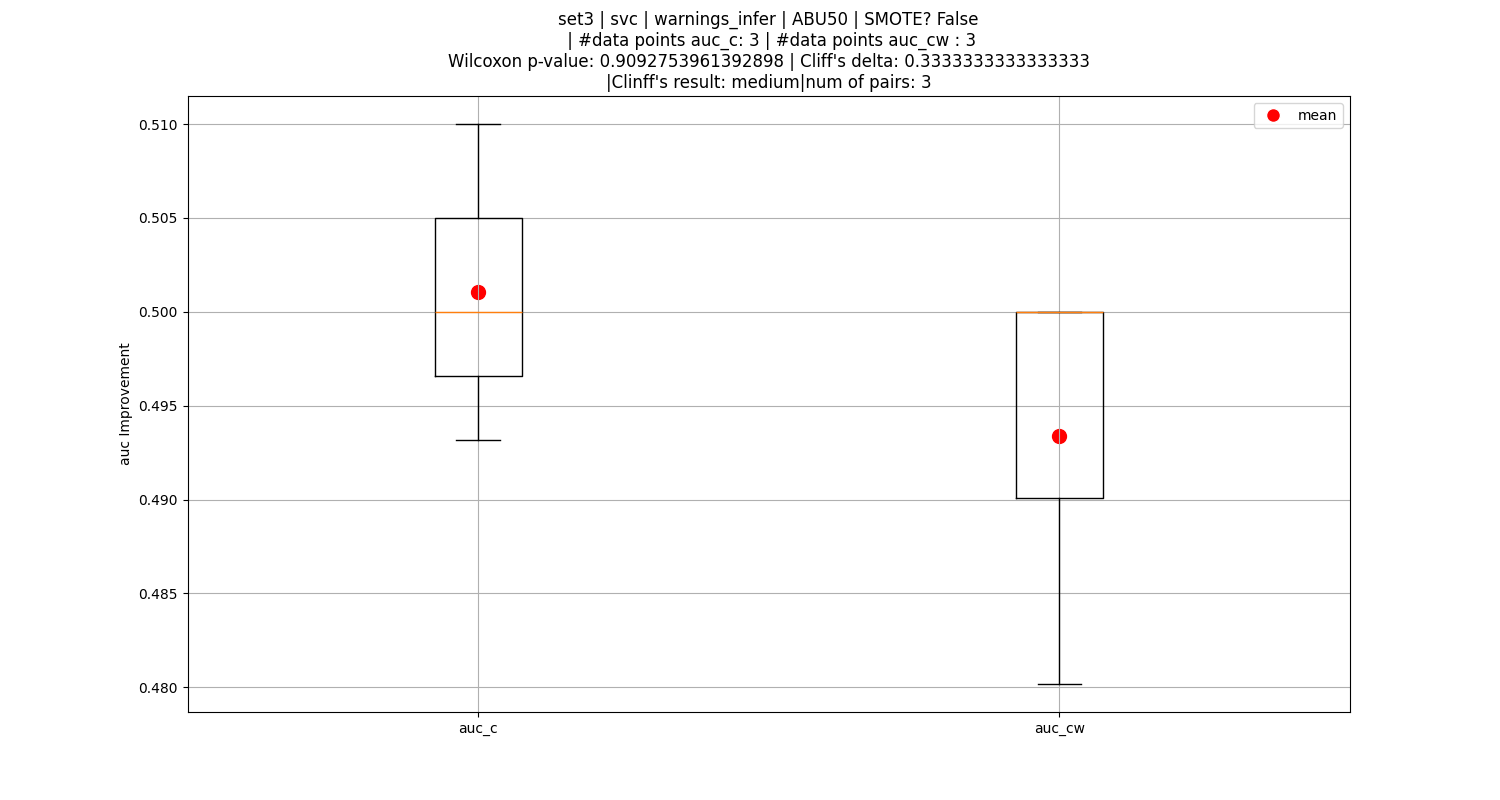 set3 | svc | warnings_infer | ABU50 | SMOTE? False
| #data points auc_c: 3 | #data points auc_cw : 3
Wilcoxon p-value: 0.9092753961392898 | Cliff's delta: 0.3333333333333333
|Clinff's result: medium|num of pairs: 3
mean
0.510
0.505
0.500
0.495
0.490
0.485
0.480
auc Improvement
auc_c
auc_cw